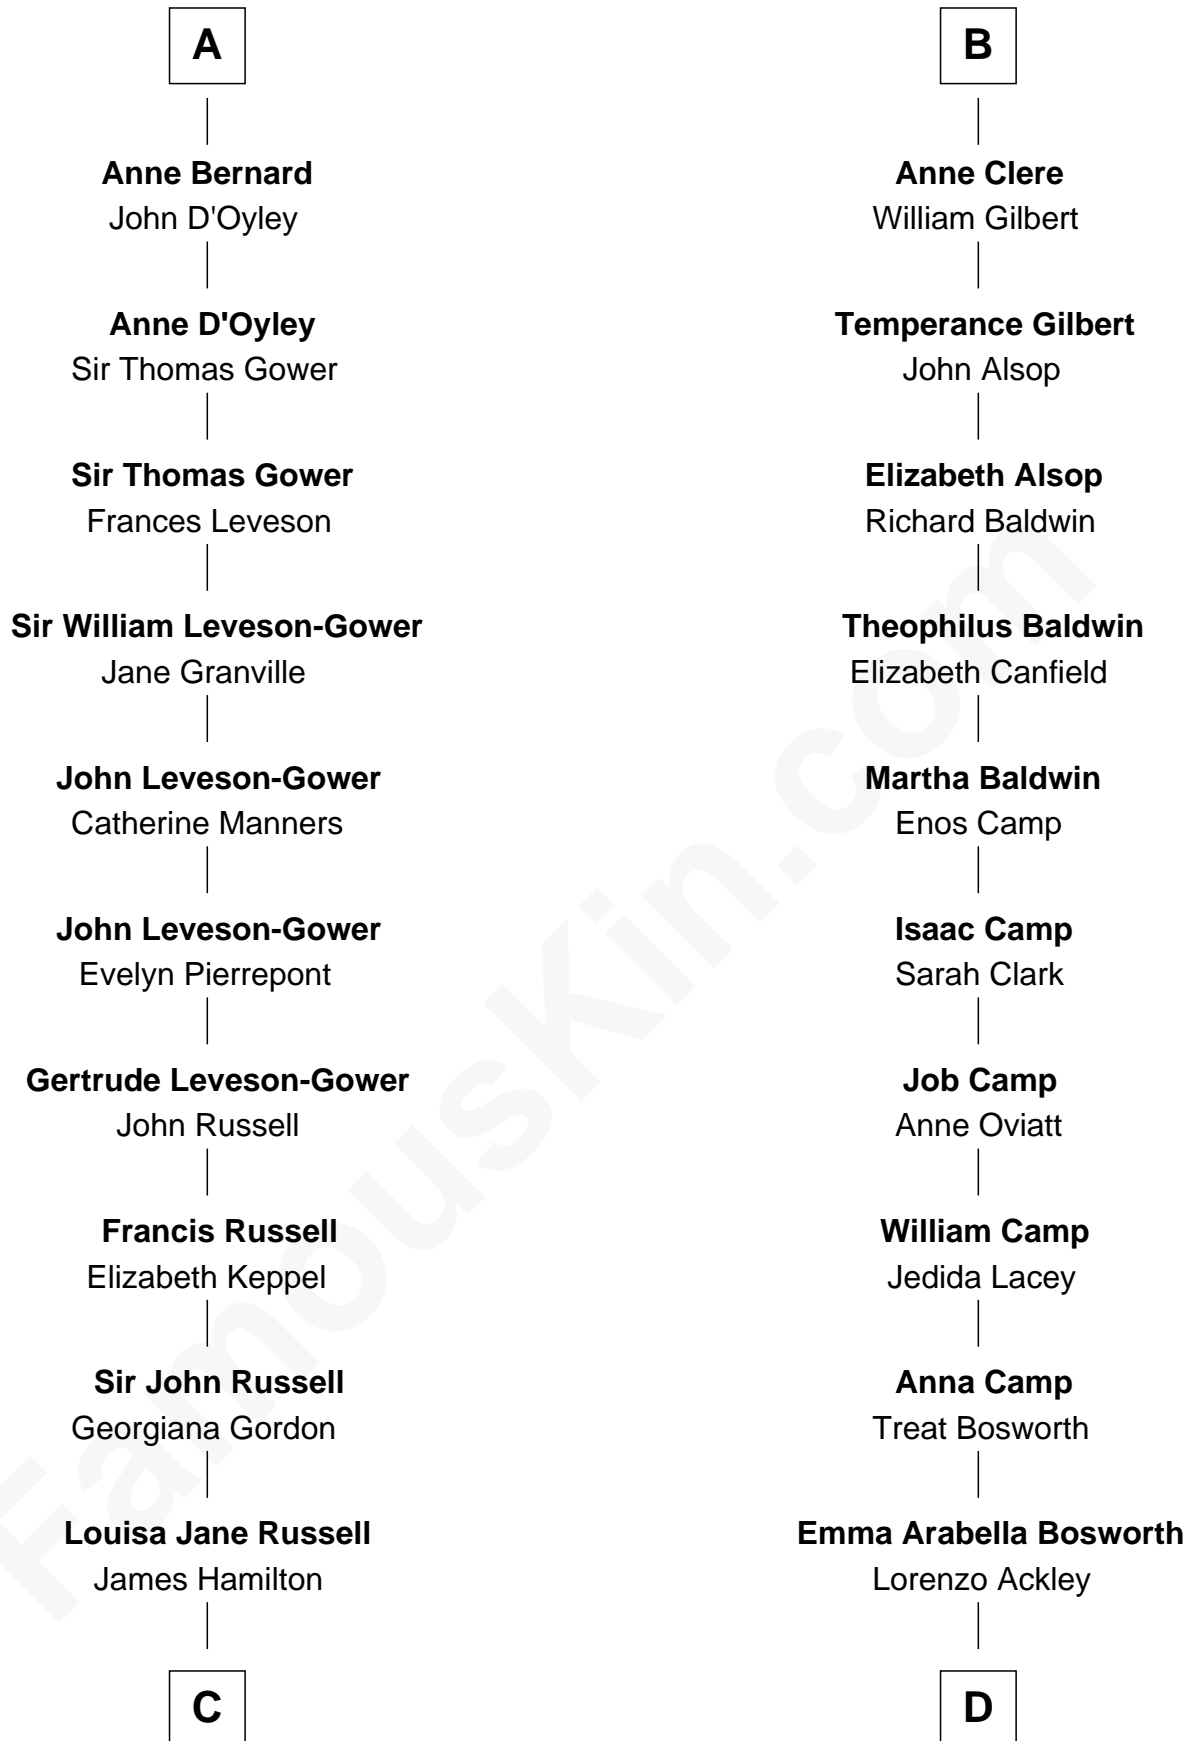 A
Anne Bernard
John D'Oyley
Anne D'Oyley
Sir Thomas Gower
Sir Thomas Gower
Frances Leveson
Sir William Leveson-Gower
Jane Granville
John Leveson-Gower
Catherine Manners
John Leveson-Gower
Evelyn Pierrepont
Gertrude Leveson-Gower
John Russell
Francis Russell
Elizabeth Keppel
Sir John Russell
Georgiana Gordon
Louisa Jane Russell
James Hamilton
C
B
Anne Clere
William Gilbert
Temperance Gilbert
John Alsop
Elizabeth Alsop
Richard Baldwin
Theophilus Baldwin
Elizabeth Canfield
Martha Baldwin
Enos Camp
Isaac Camp
Sarah Clark
Job Camp
Anne Oviatt
William Camp
Jedida Lacey
Anna Camp
Treat Bosworth
Emma Arabella Bosworth
Lorenzo Ackley
D
FamousKin.com